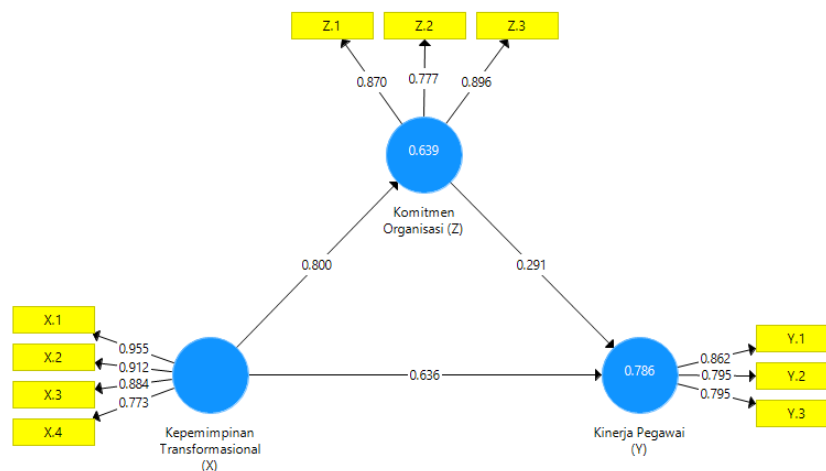 Z.1
Z.2
Z.3
0.870
0.777
0.896
0.639
Komitmen
Organisasi (Z)
0.800
0.291
X.1
X.2
X.3
X.4
0.955
0.912
0.884
0.773
0.636
0.786
0.862
0.795
0.795
Y.1
Y.2
Y.3
Kepemimpinan
Transformasional
(X)
Kinerja Pegawai
(Y)